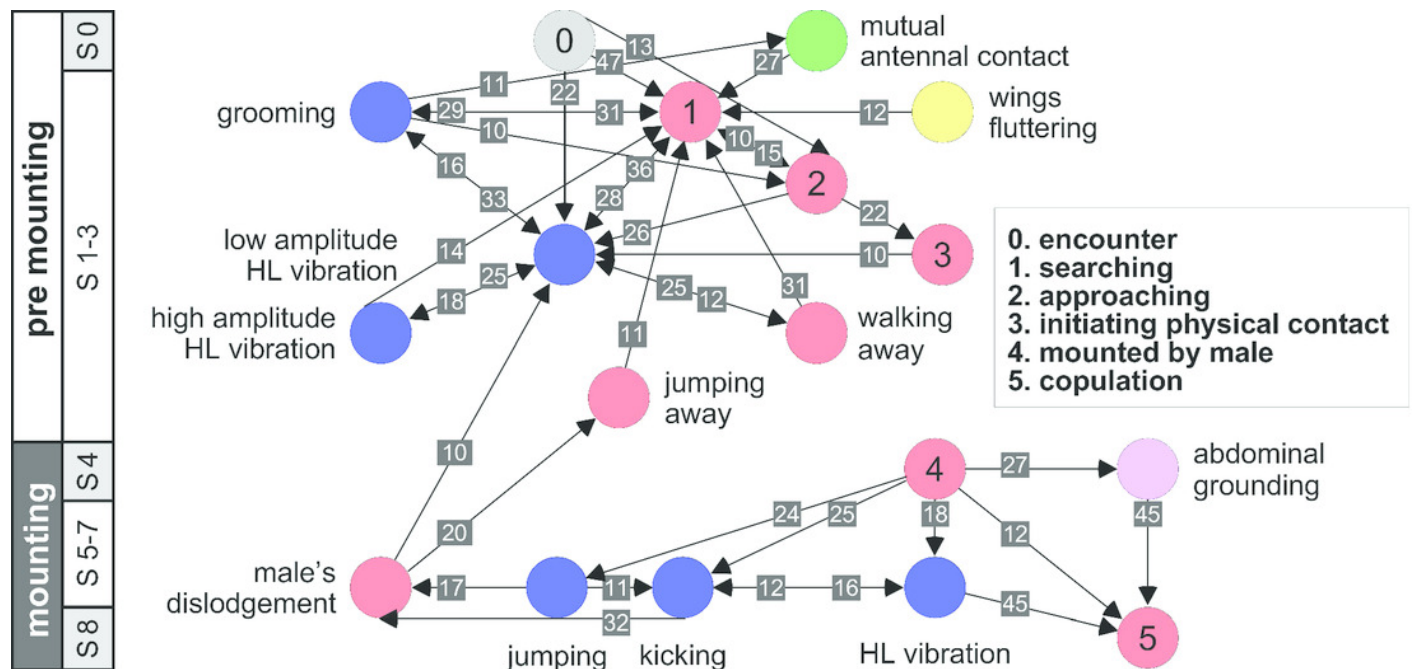 pre mounting
mounting
S 0
S 1-3
S 4
S 5-7
S8
0
13
mutual
antennal contact
47
27
11
22
grooming
29
31
1
12
wings
fluttering
10
10
15
16
36
2
33
28
22
low amplitude
HL vibration
14
26
10
3
25
18
25
12
31
high amplitude
HL vibration
walking
away
11
jumping
away
0. encounter
1. searching
2. approaching
3. initiating physical contact
4. mounted by male
5. copulation
10
20
4
27
abdominal
grounding
24
25
18
12
45
male's
dislodgement
17
11
12
16
45
32
5
jumping
kicking
HL vibration